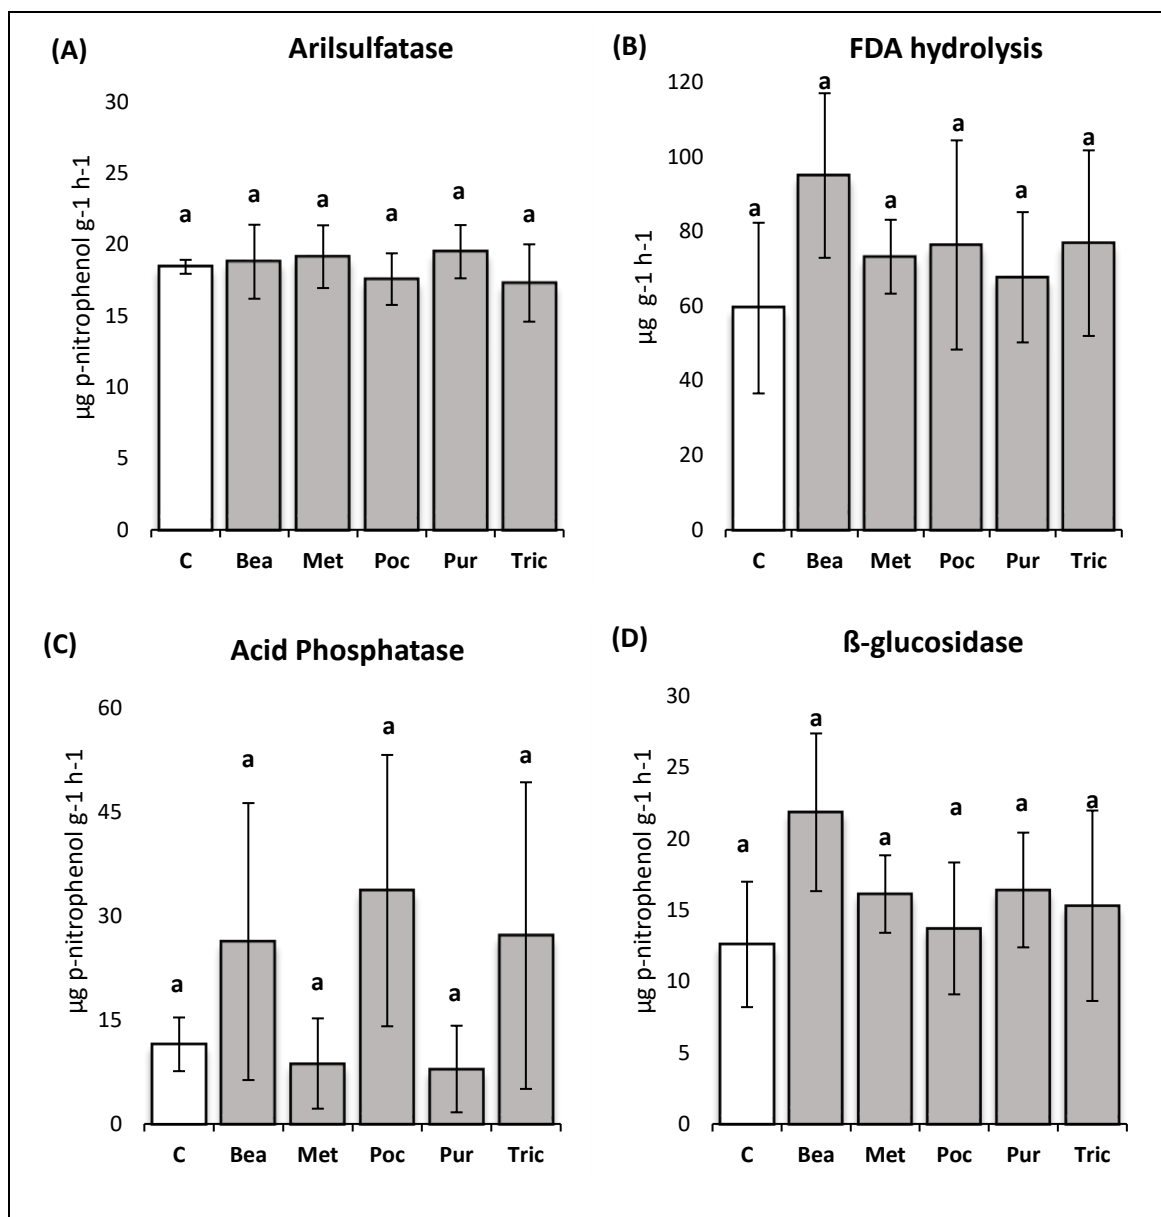 (A) Arilsulfatase
µg p-nitrophenol g-1 h-1
30
25
20
15
10
5
0
a a a a a a
C Bea Met Poc Pur Tric
(B) FDA hydrolysis
µg g-1 h-1
120
100
80
60
40
20
0
a a a a a a
C Bea Met Poc Pur Tric
(C) Acid Phosphatase
µg p-nitrophenol g-1 h-1
60
45
30
15
0
a a a a a a
C Bea Met Poc Pur Tric
(D) ß-glucosidase
µg p-nitrophenol g-1 h-1
30
25
20
15
10
5
0
a a a a a a
C Bea Met Poc Pur Tric